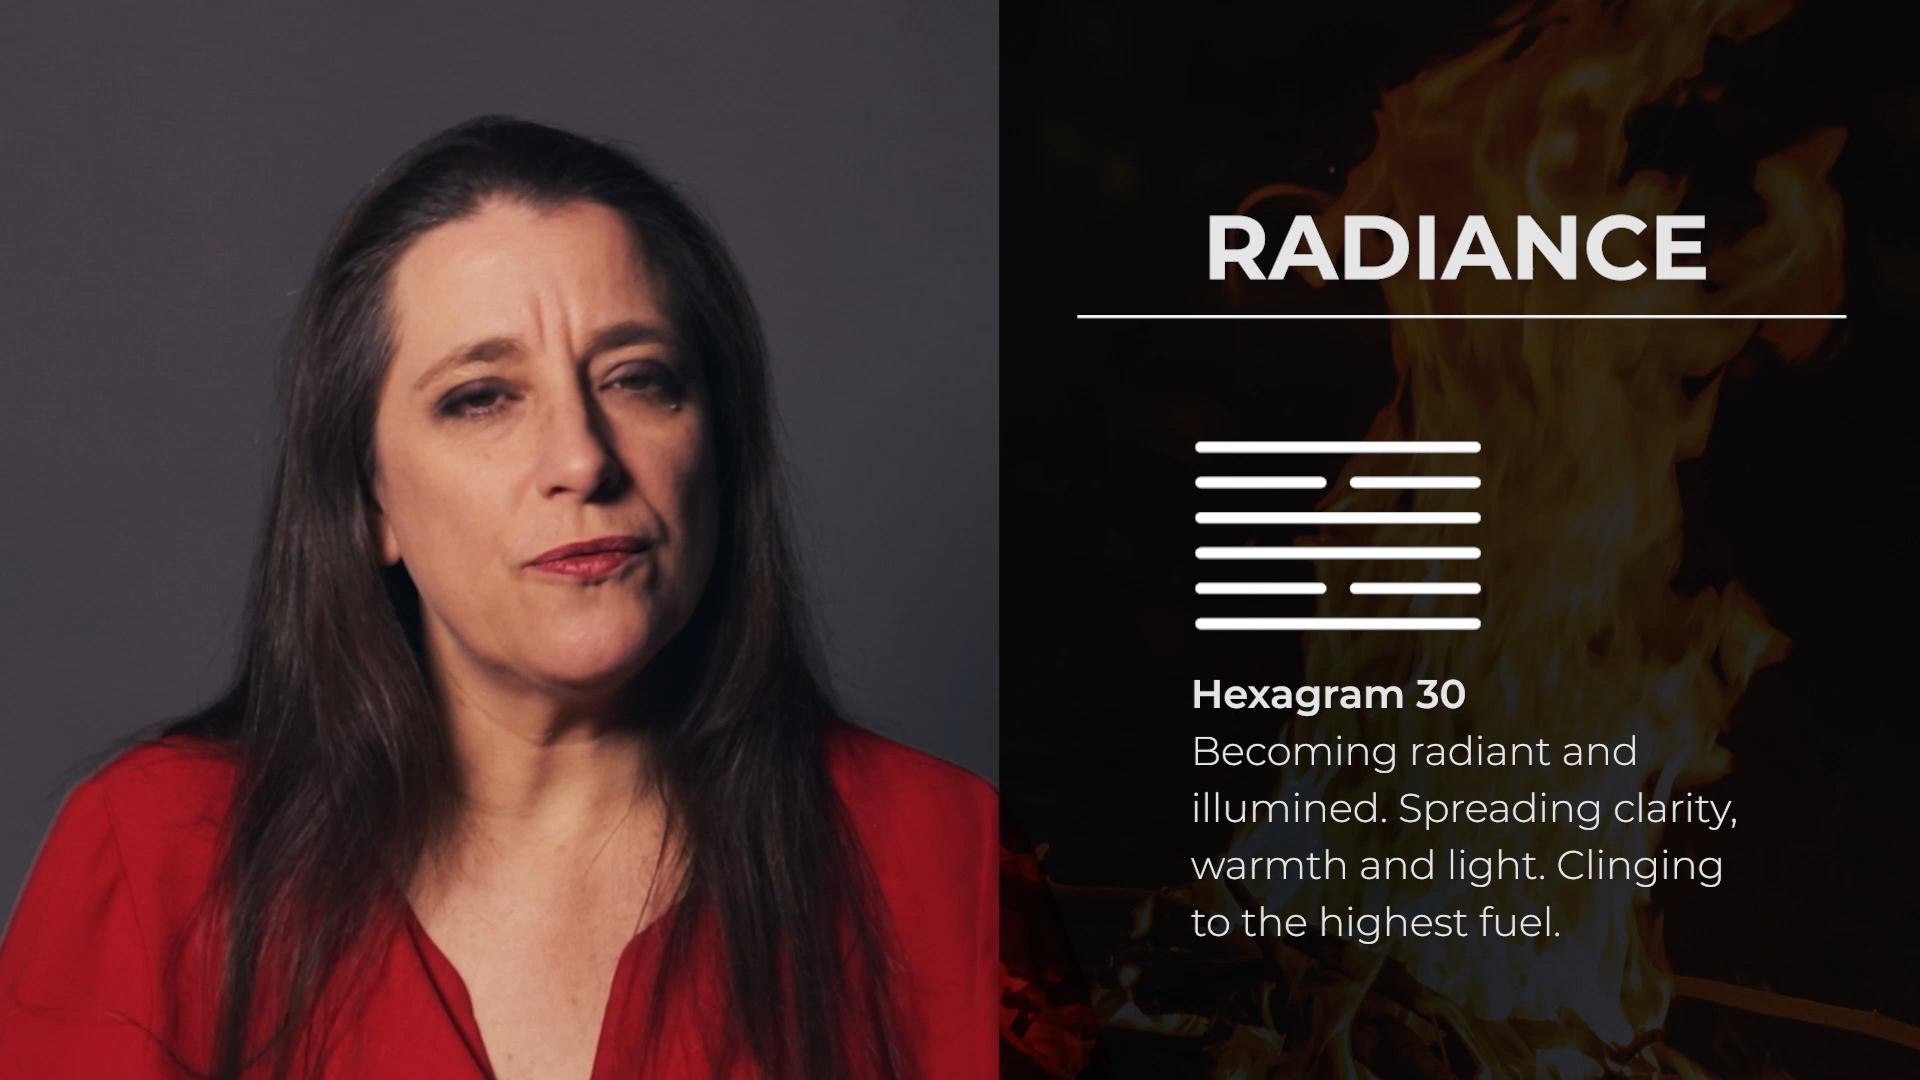 RADIANCE
Hexagram 30
Becoming radiant and
illumined. Spreading clarity,
warmth and light. Clinging
to the highest fuel.